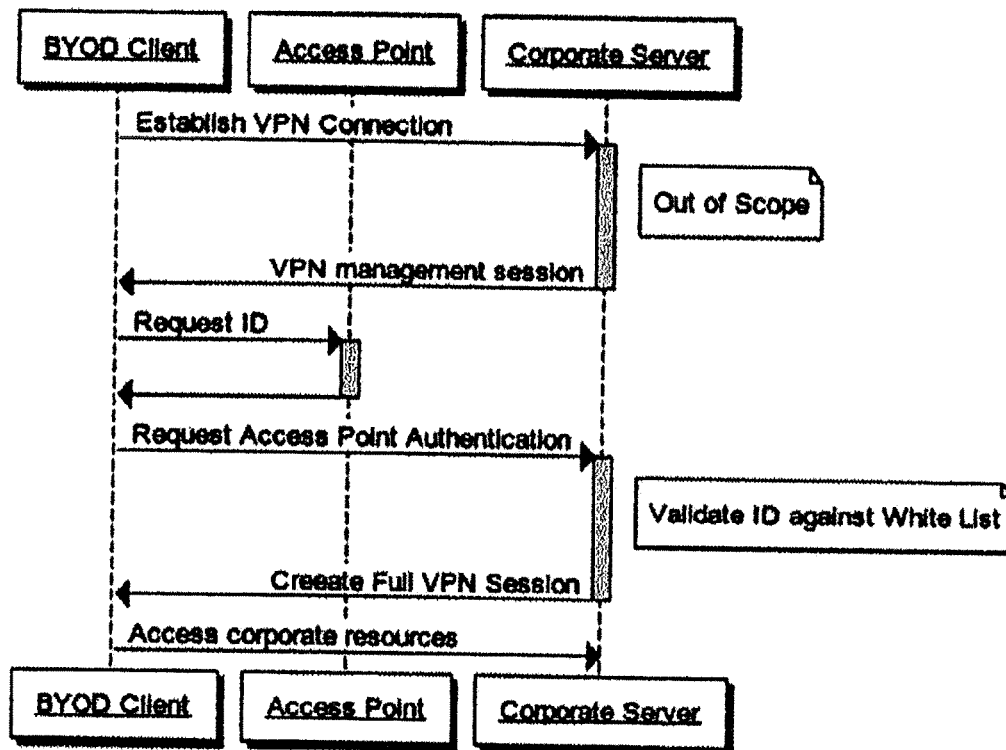 BYOD Client
Access Point
Corporate Server
Establish VPN Connection
Out of Scope
VPN management session
Request ID
Request Access Point Authentication
Validate ID against White List
Creeate Full VPN Session
Access corporate resources
BYOD Client
Access Point
Corporate Server